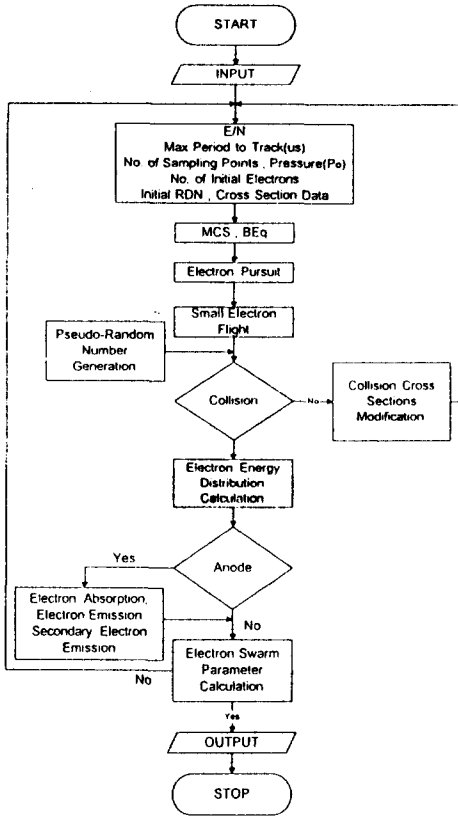 START
INPUT
E/N
Max Period to Track(us)
No. of Sampling Points , Pressure(Po)
No. of Initial Electrons
Initial RDN , Cross Section Data
MCS , BEq
Electron Pursuit
Small Electron
Flight
Pseudo-Random
Number
Generation
Collision
No
Collision Cross
Sections
Modification
Electron Energy
Distribution
Calculation
Yes
Anode
Electron Absorption,
Electron Emission
Secondary Electron
Emission
No
Electron Swarm
Parameter
Calculation
No
Yes
OUTPUT
STOP